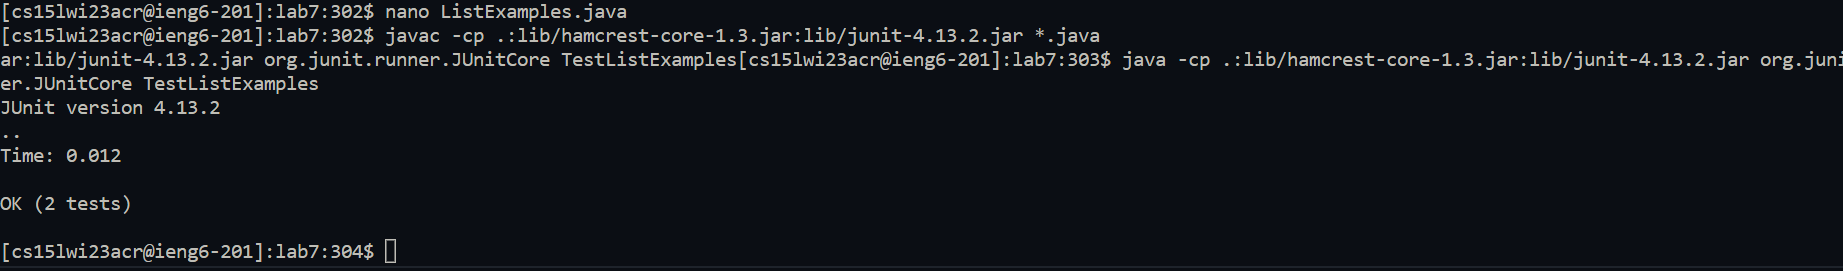 [cs15lwi23acr@ieng6-201]:lab7:302$ nano ListExamples.java
[cs15lwi23acr@ieng6-201]:lab7:302$ javac -cp .:lib/hamcrest-core-1.3.jar:lib/junit-4.13.2.jar *.java
ar:lib/junit-4.13.2.jar org.junit.runner.JUnitCore TestListExamples[cs15lwi23acr@ieng6-201]:lab7:303$ java -cp .:lib/hamcrest-core-1.3.jar:lib/junit-4.13.2.jar org.juni
er.JUnitCore TestListExamples
JUnit version 4.13.2
..
Time: 0.012
OK (2 tests)
[cs15lwi23acr@ieng6-201]:lab7:304$